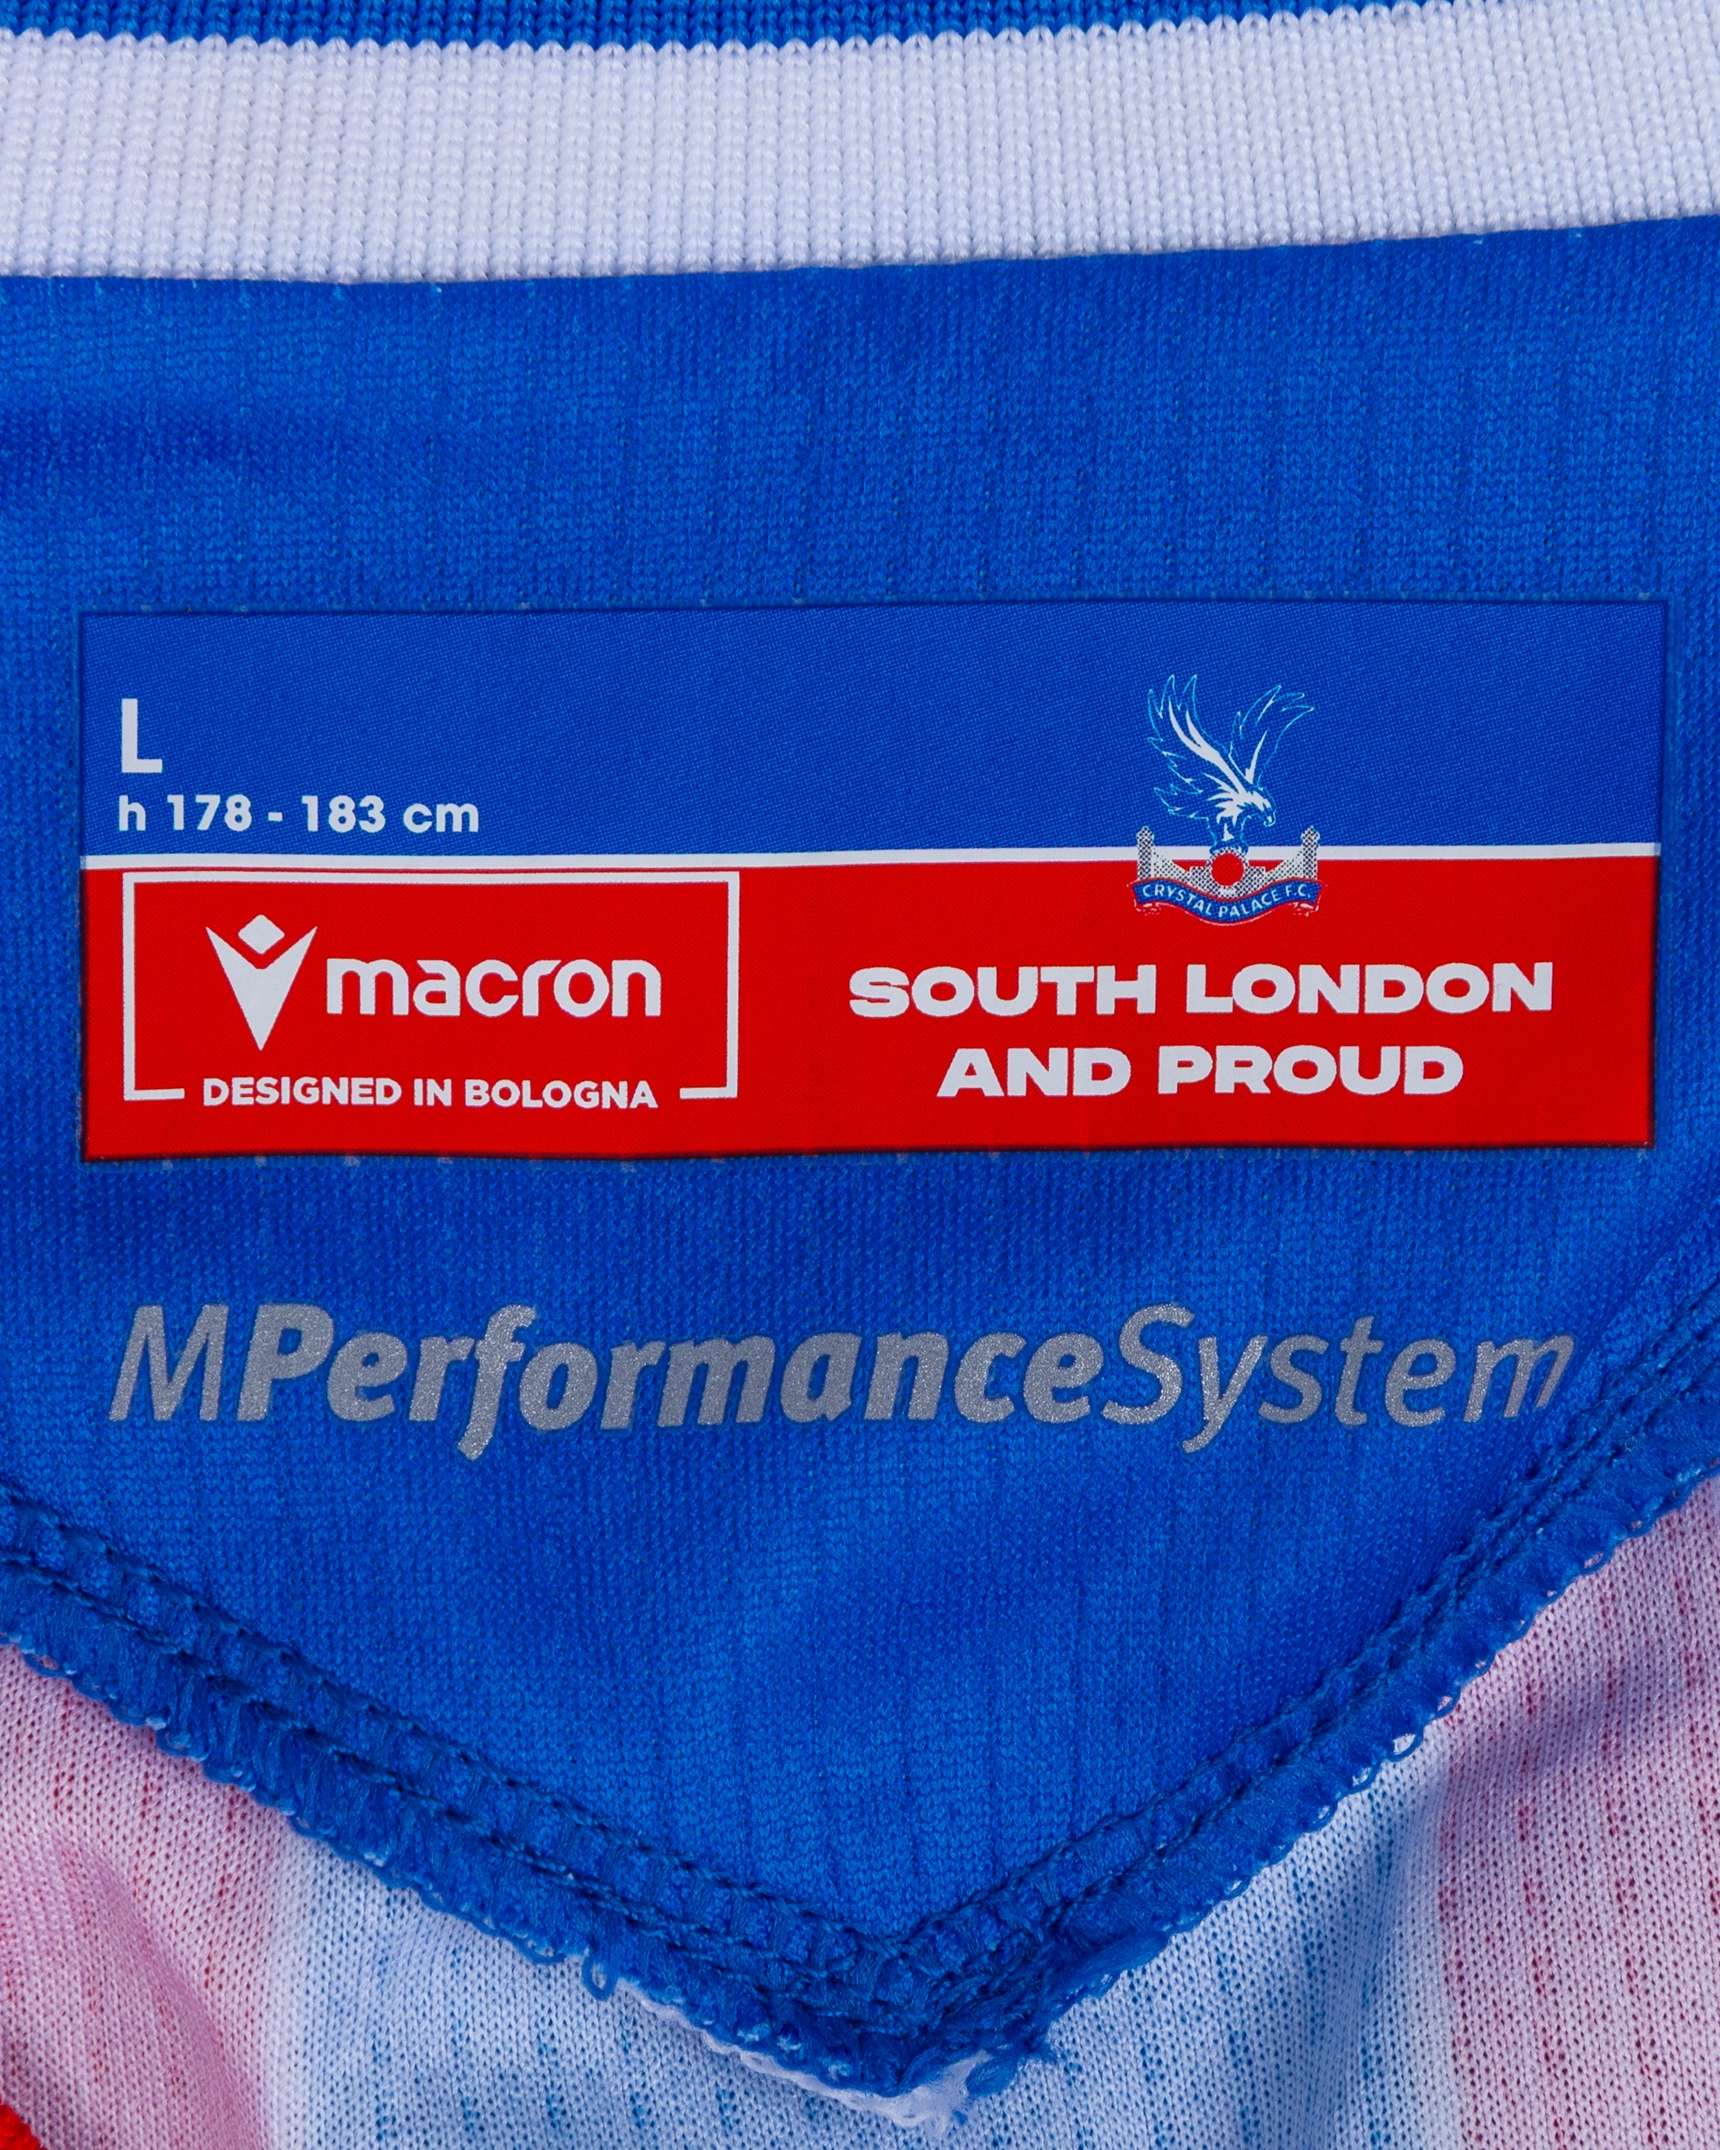 L
h 178 - 183 cm
CRYSTAL PALACE F.C.
macron
DESIGNED IN BOLOGNA
SOUTH LONDON
AND PROUD
MPerformanceSystem